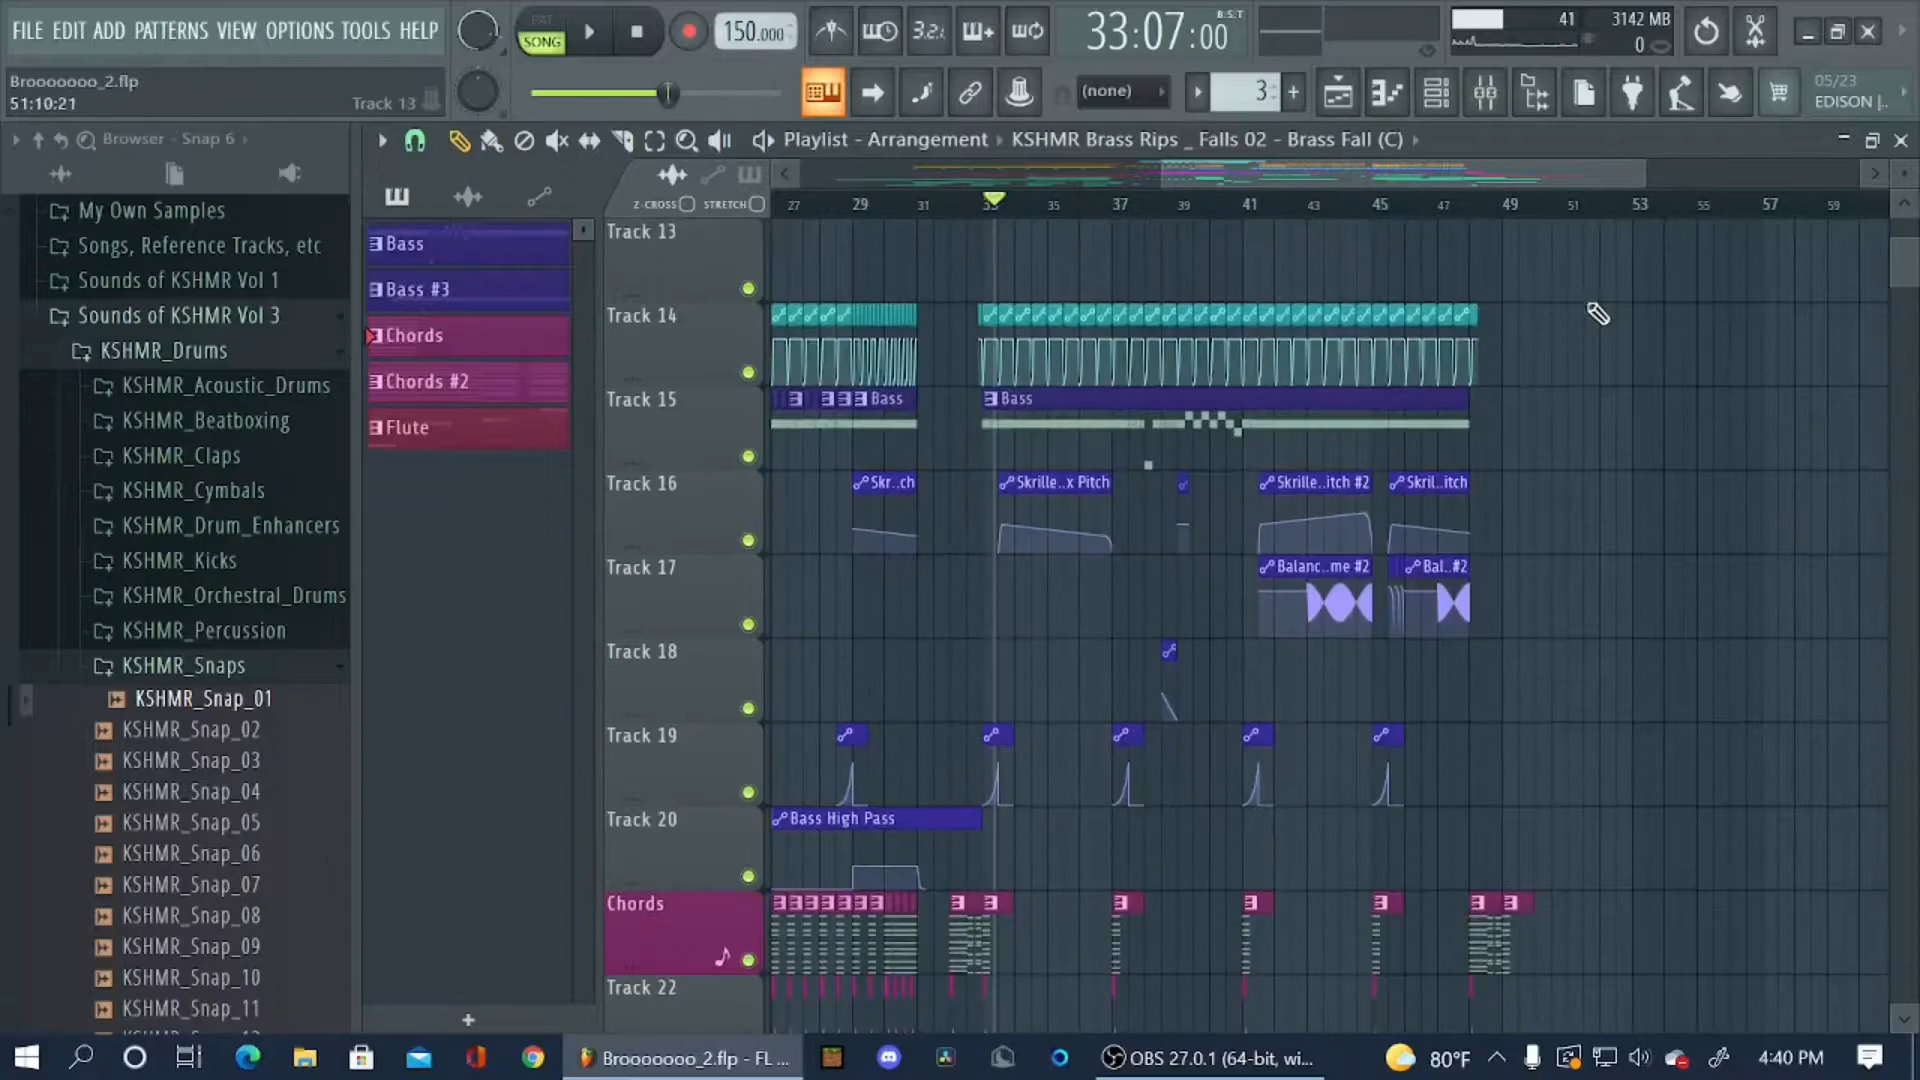 FILE EDIT ADD PATTERNS VIEW OPTIONS TOOLS HELP
PAT
SONG
150.000
3.2.
33:07:00
B:S:T
41
3142 MB
0
Brooooooo_2.flp
51:10:21
Track 13
(none)
3
05/23
EDISON |..
Browser - Snap 6
Playlist - Arrangement › KSHMR Brass Rips _ Falls 02 - Brass Fall (C) ›
Z-CROSS
STRETCH
27 29 31 33 35 37 39 41 43 45 47 49 51 53 55 57 59
My Own Samples
Songs, Reference Tracks, etc
Sounds of KSHMR Vol 1
Sounds of KSHMR Vol 3
KSHMR_Drums
KSHMR_Acoustic_Drums
KSHMR_Beatboxing
KSHMR_Claps
KSHMR_Cymbals
KSHMR_Drum_Enhancers
KSHMR_Kicks
KSHMR_Orchestral_Drums
KSHMR_Percussion
KSHMR_Snaps
KSHMR_Snap_01
KSHMR_Snap_02
KSHMR_Snap_03
KSHMR_Snap_04
KSHMR_Snap_05
KSHMR_Snap_06
KSHMR_Snap_07
KSHMR_Snap_08
KSHMR_Snap_09
KSHMR_Snap_10
KSHMR_Snap_11
Bass
Bass #3
Chords
Chords #2
Flute
Track 13
Track 14
Track 15
Bass
Bass
Track 16
Skr..ch
Skrille..x Pitch
Skrille..itch #2
Skril..itch
Track 17
Balanc..me #2
Bal..#2
Track 18
Track 19
Track 20
Bass High Pass
Chords
Track 22
Brooooooo_2.flp - FL ...
OBS 27.0.1 (64-bit, wi...
80°F
4:40 PM